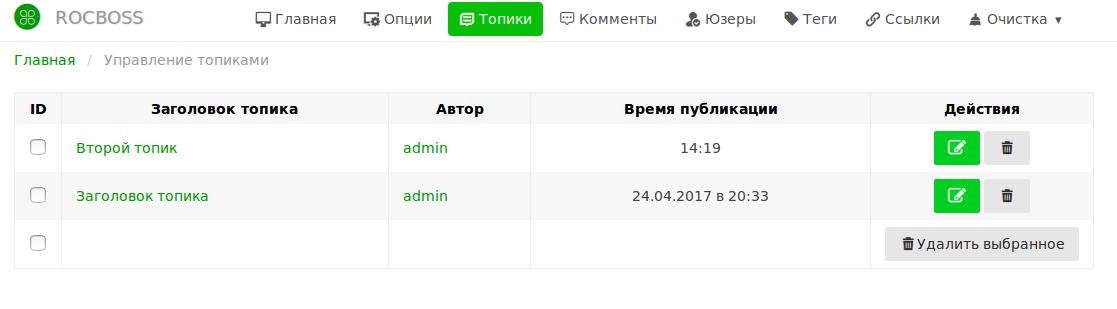 ROCBOSS Главная Опции Топики Комменты Юзеры Теги Ссылки Очистка ▼
Главная / Управление топиками
ID Заголовок топика Автор Время публикации Действия
Второй топик admin 14:19
Заголовок топика admin 24.04.2017 в 20:33
Удалить выбранное